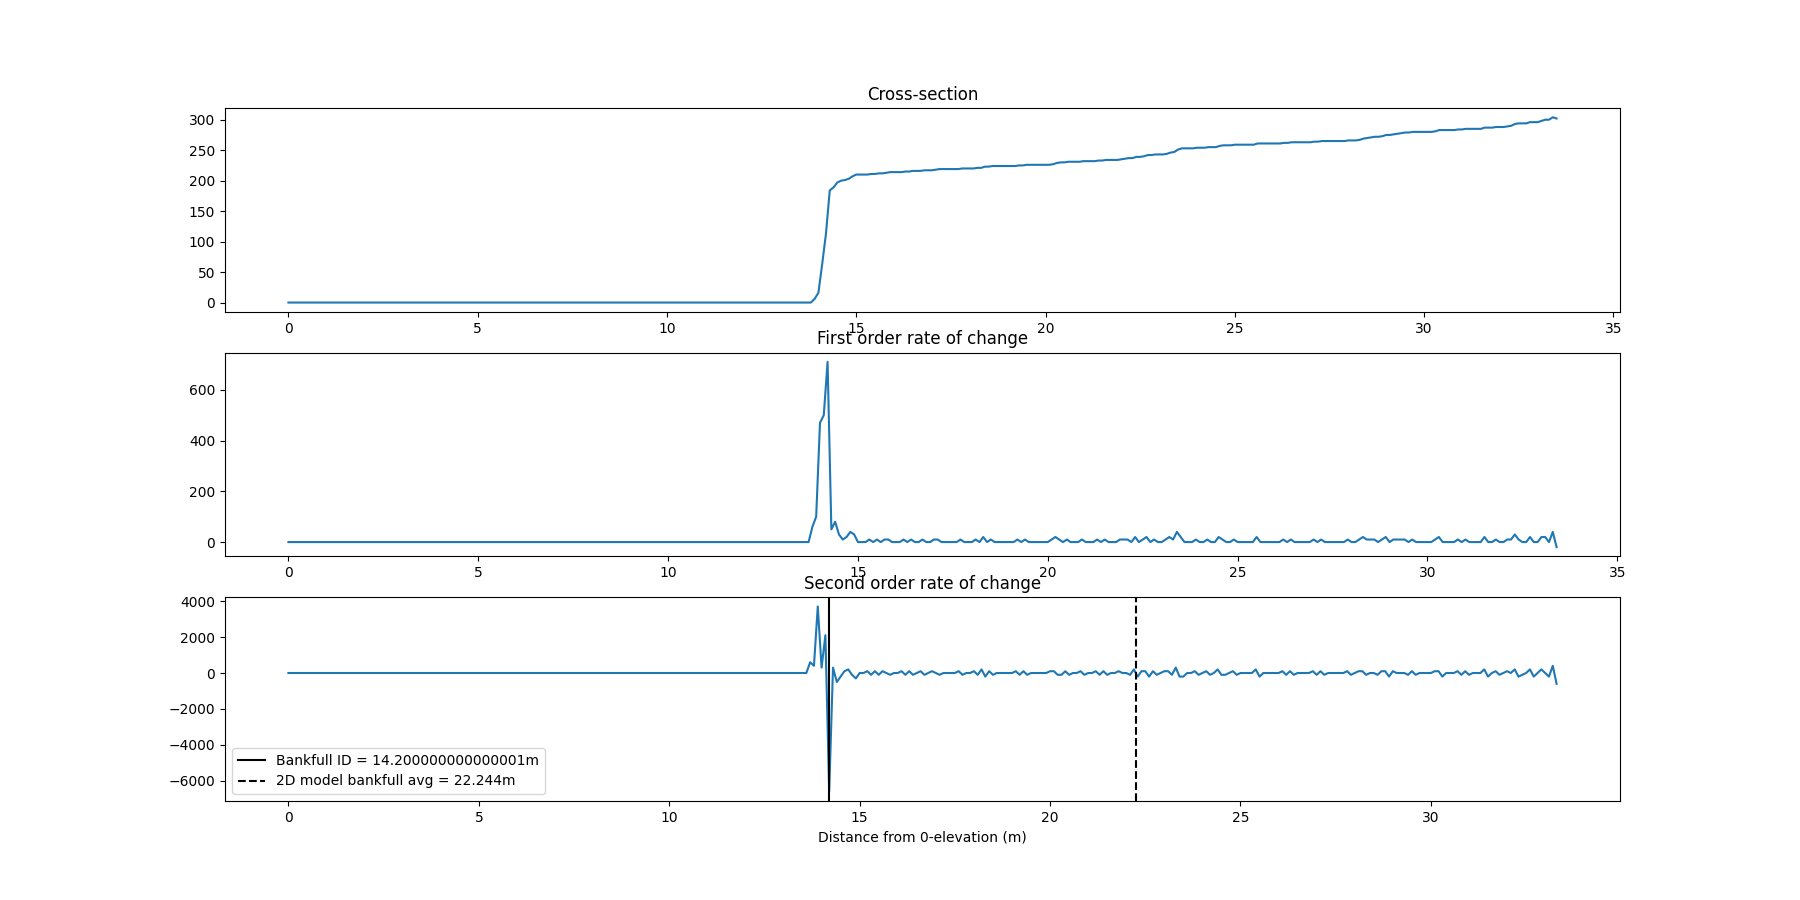 Cross-section
300
250
200
150
100
50
0
0 5 10 15 20 25 30 35
First order rate of change
600
400
200
0
0 5 10 15 20 25 30 35
Second order rate of change
4000
2000
0
−2000
−4000
−6000
Bankfull ID = 14.200000000000001m
2D model bankfull avg = 22.244m
0 5 10 15 20 25 30
Distance from 0-elevation (m)